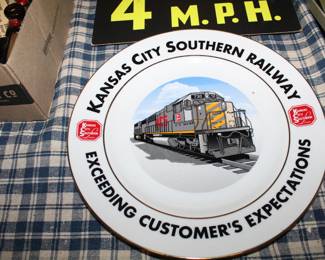 4 M.P.H.
KANSAS CITY SOUTHERN RAILWAY
EXCEEDING CUSTOMER'S EXPECTATIONS